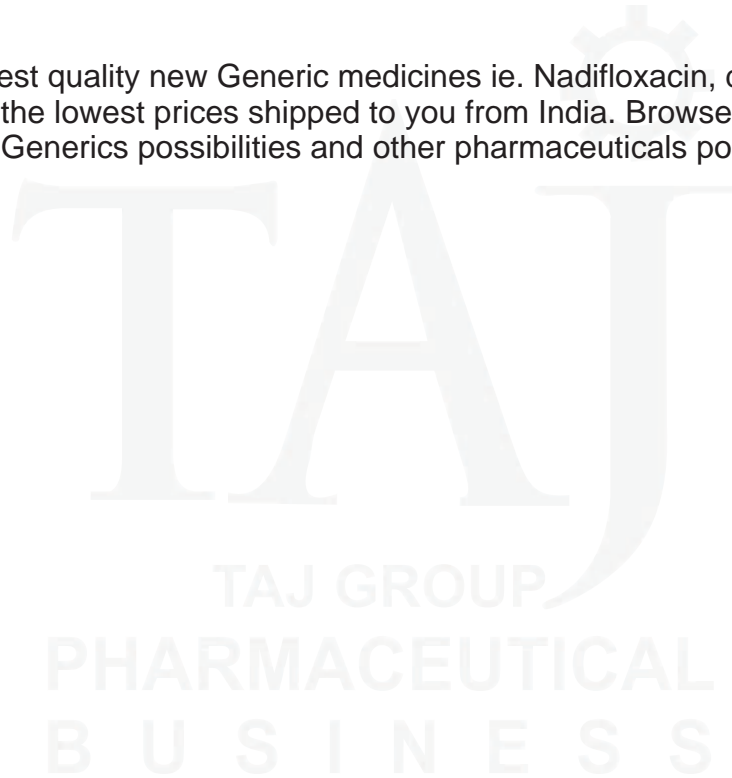 est quality new Generic medicines ie. Nadifloxacin,
the lowest prices shipped to you from India. Browse
Generics possibilities and other pharmaceuticals po
TAJ
TAJ GROUP
PHARMACEUTICAL
BUSINESS